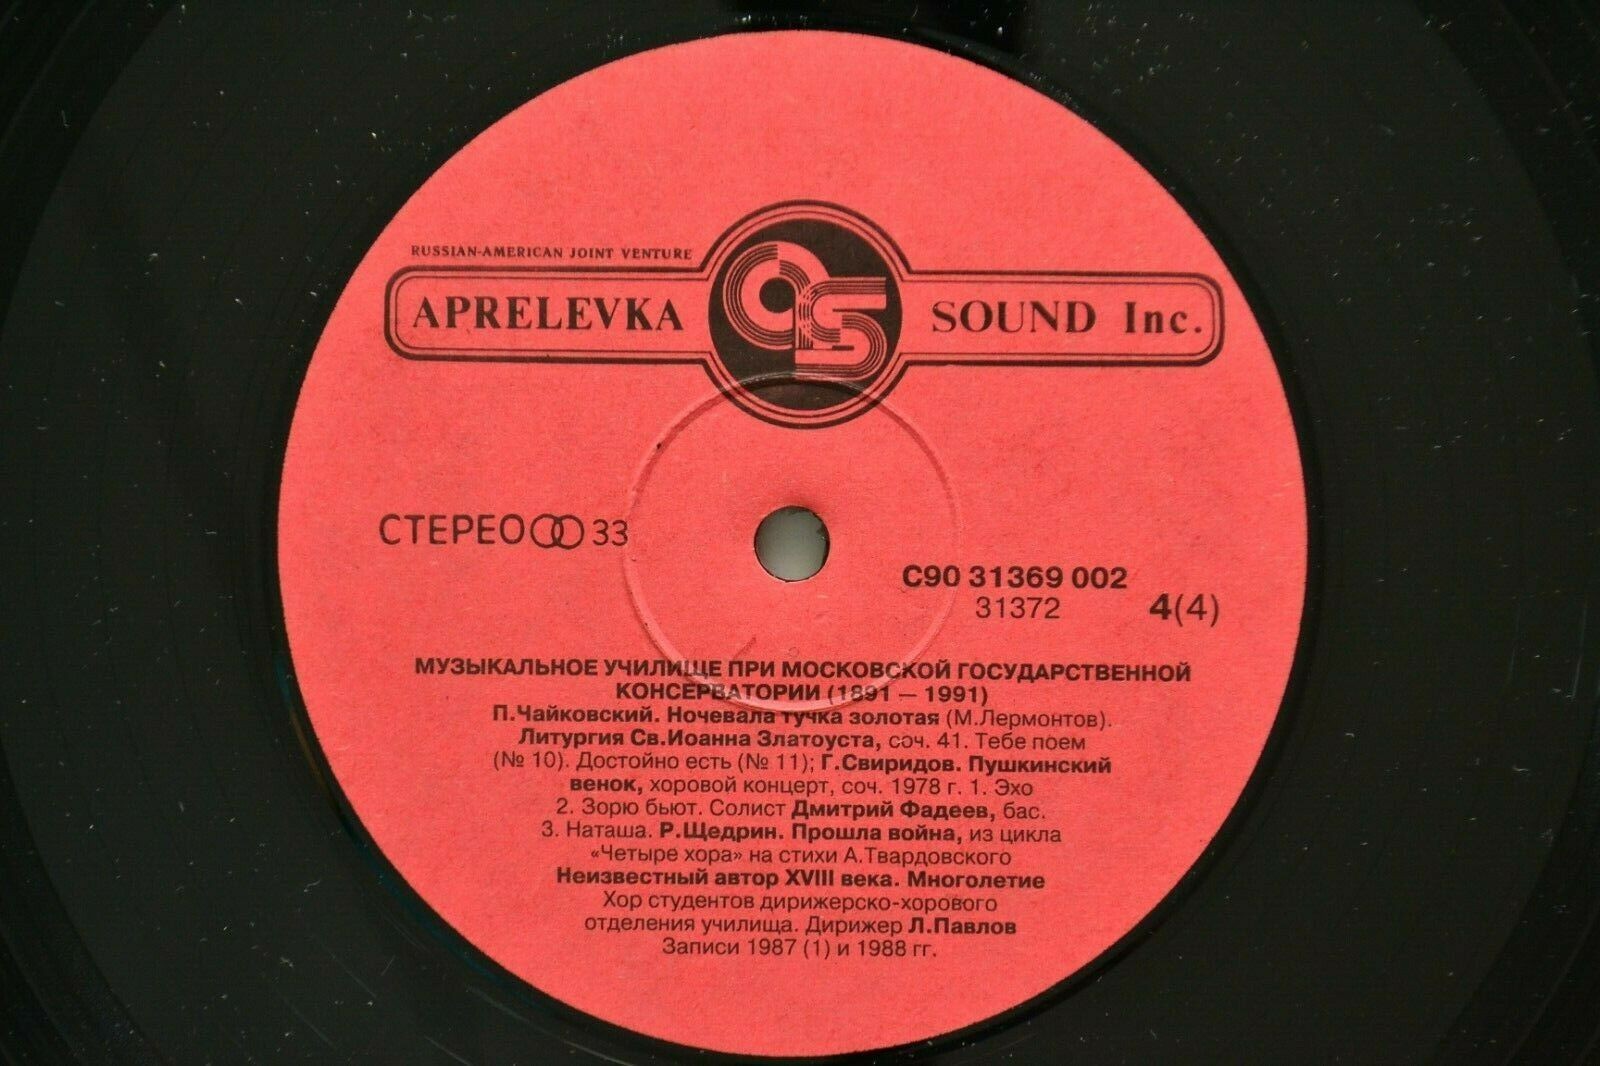 RUSSIAN-AMERICAN JOINT VENTURE
APRELEVKA SOUND Inc.
СТЕРЕО 33
С90 31369 002
31372 4(4)
МУЗЫКАЛЬНОЕ УЧИЛИЩЕ ПРИ МОСКОВСКОЙ ГОСУДАРСТВЕННОЙ
КОНСЕРВАТОРИИ (1891 — 1991)
П.Чайковский. Ночевала тучка золотая (М.Лермонтов).
Литургия Св.Иоанна Златоуста, соч. 41. Тебе поем
(№ 10). Достойно есть (№ 11); Г.Свиридов. Пушкинский
венок, хоровой концерт, соч. 1978 г. 1. Эхо
2. Зорю бьют. Солист Дмитрий Фадеев, бас.
3. Наташа. Р.Щедрин. Прошла война, из цикла
«Четыре хора» на стихи А.Твардовского
Неизвестный автор XVIII века. Многолетие
Хор студентов дирижерско-хорового
отделения училища. Дирижер Л.Павлов
Записи 1987 (1) и 1988 гг.